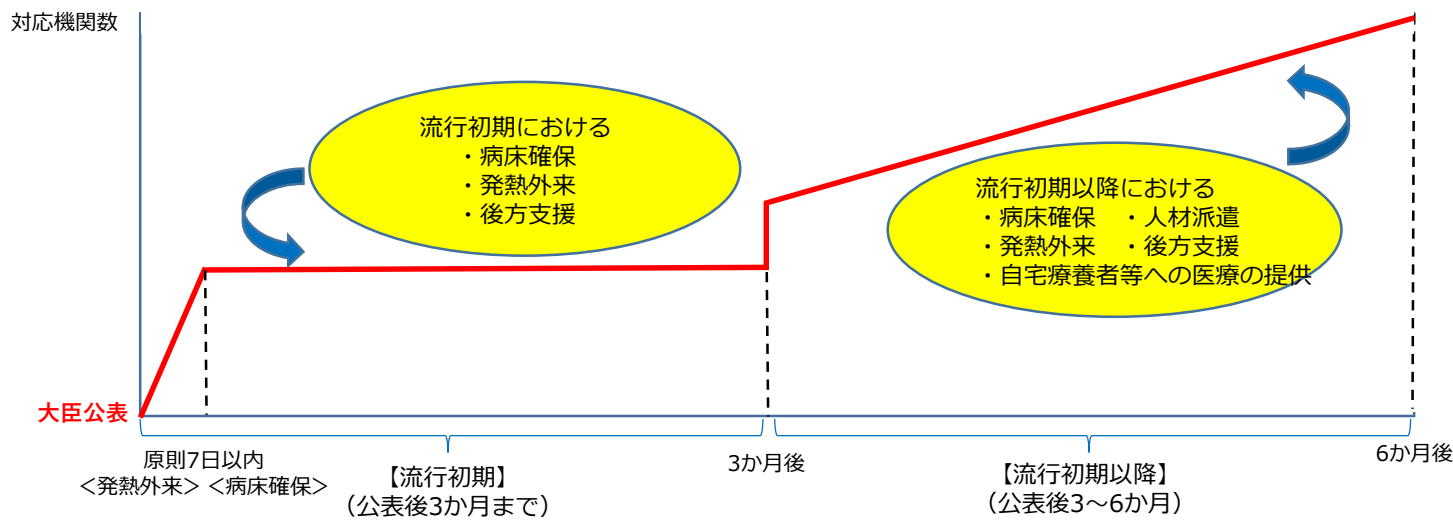 対応機関数
流行初期における
・病床確保
・発熱外来
・後方支援
流行初期以降における
・病床確保　・人材派遣
・発熱外来　・後方支援
・自宅療養者等への医療の提供
大臣公表
原則7日以内
＜発熱外来＞＜病床確保＞
【流行初期】
（公表後3か月まで）
3か月後
【流行初期以降】
（公表後3～6か月）
6か月後